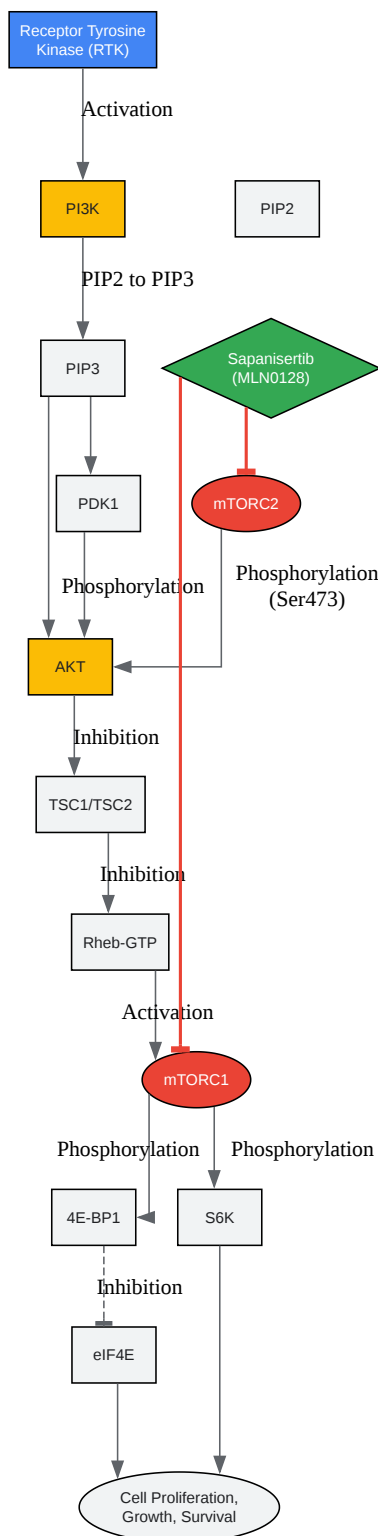 Receptor Tyrosine
Kinase (RTK)
Activation
PI3K
PIP2
PIP2 to PIP3
PIP3
Sapanisertib
(MLN0128)
PDK1
mTORC2
Phosphorylation
Phosphorylation
(Ser473)
AKT
Inhibition
TSC1/TSC2
Inhibition
Rheb-GTP
Activation
mTORC1
Phosphorylation
Phosphorylation
4E-BP1
S6K
Inhibition
eIF4E
Cell Proliferation,
Growth, Survival